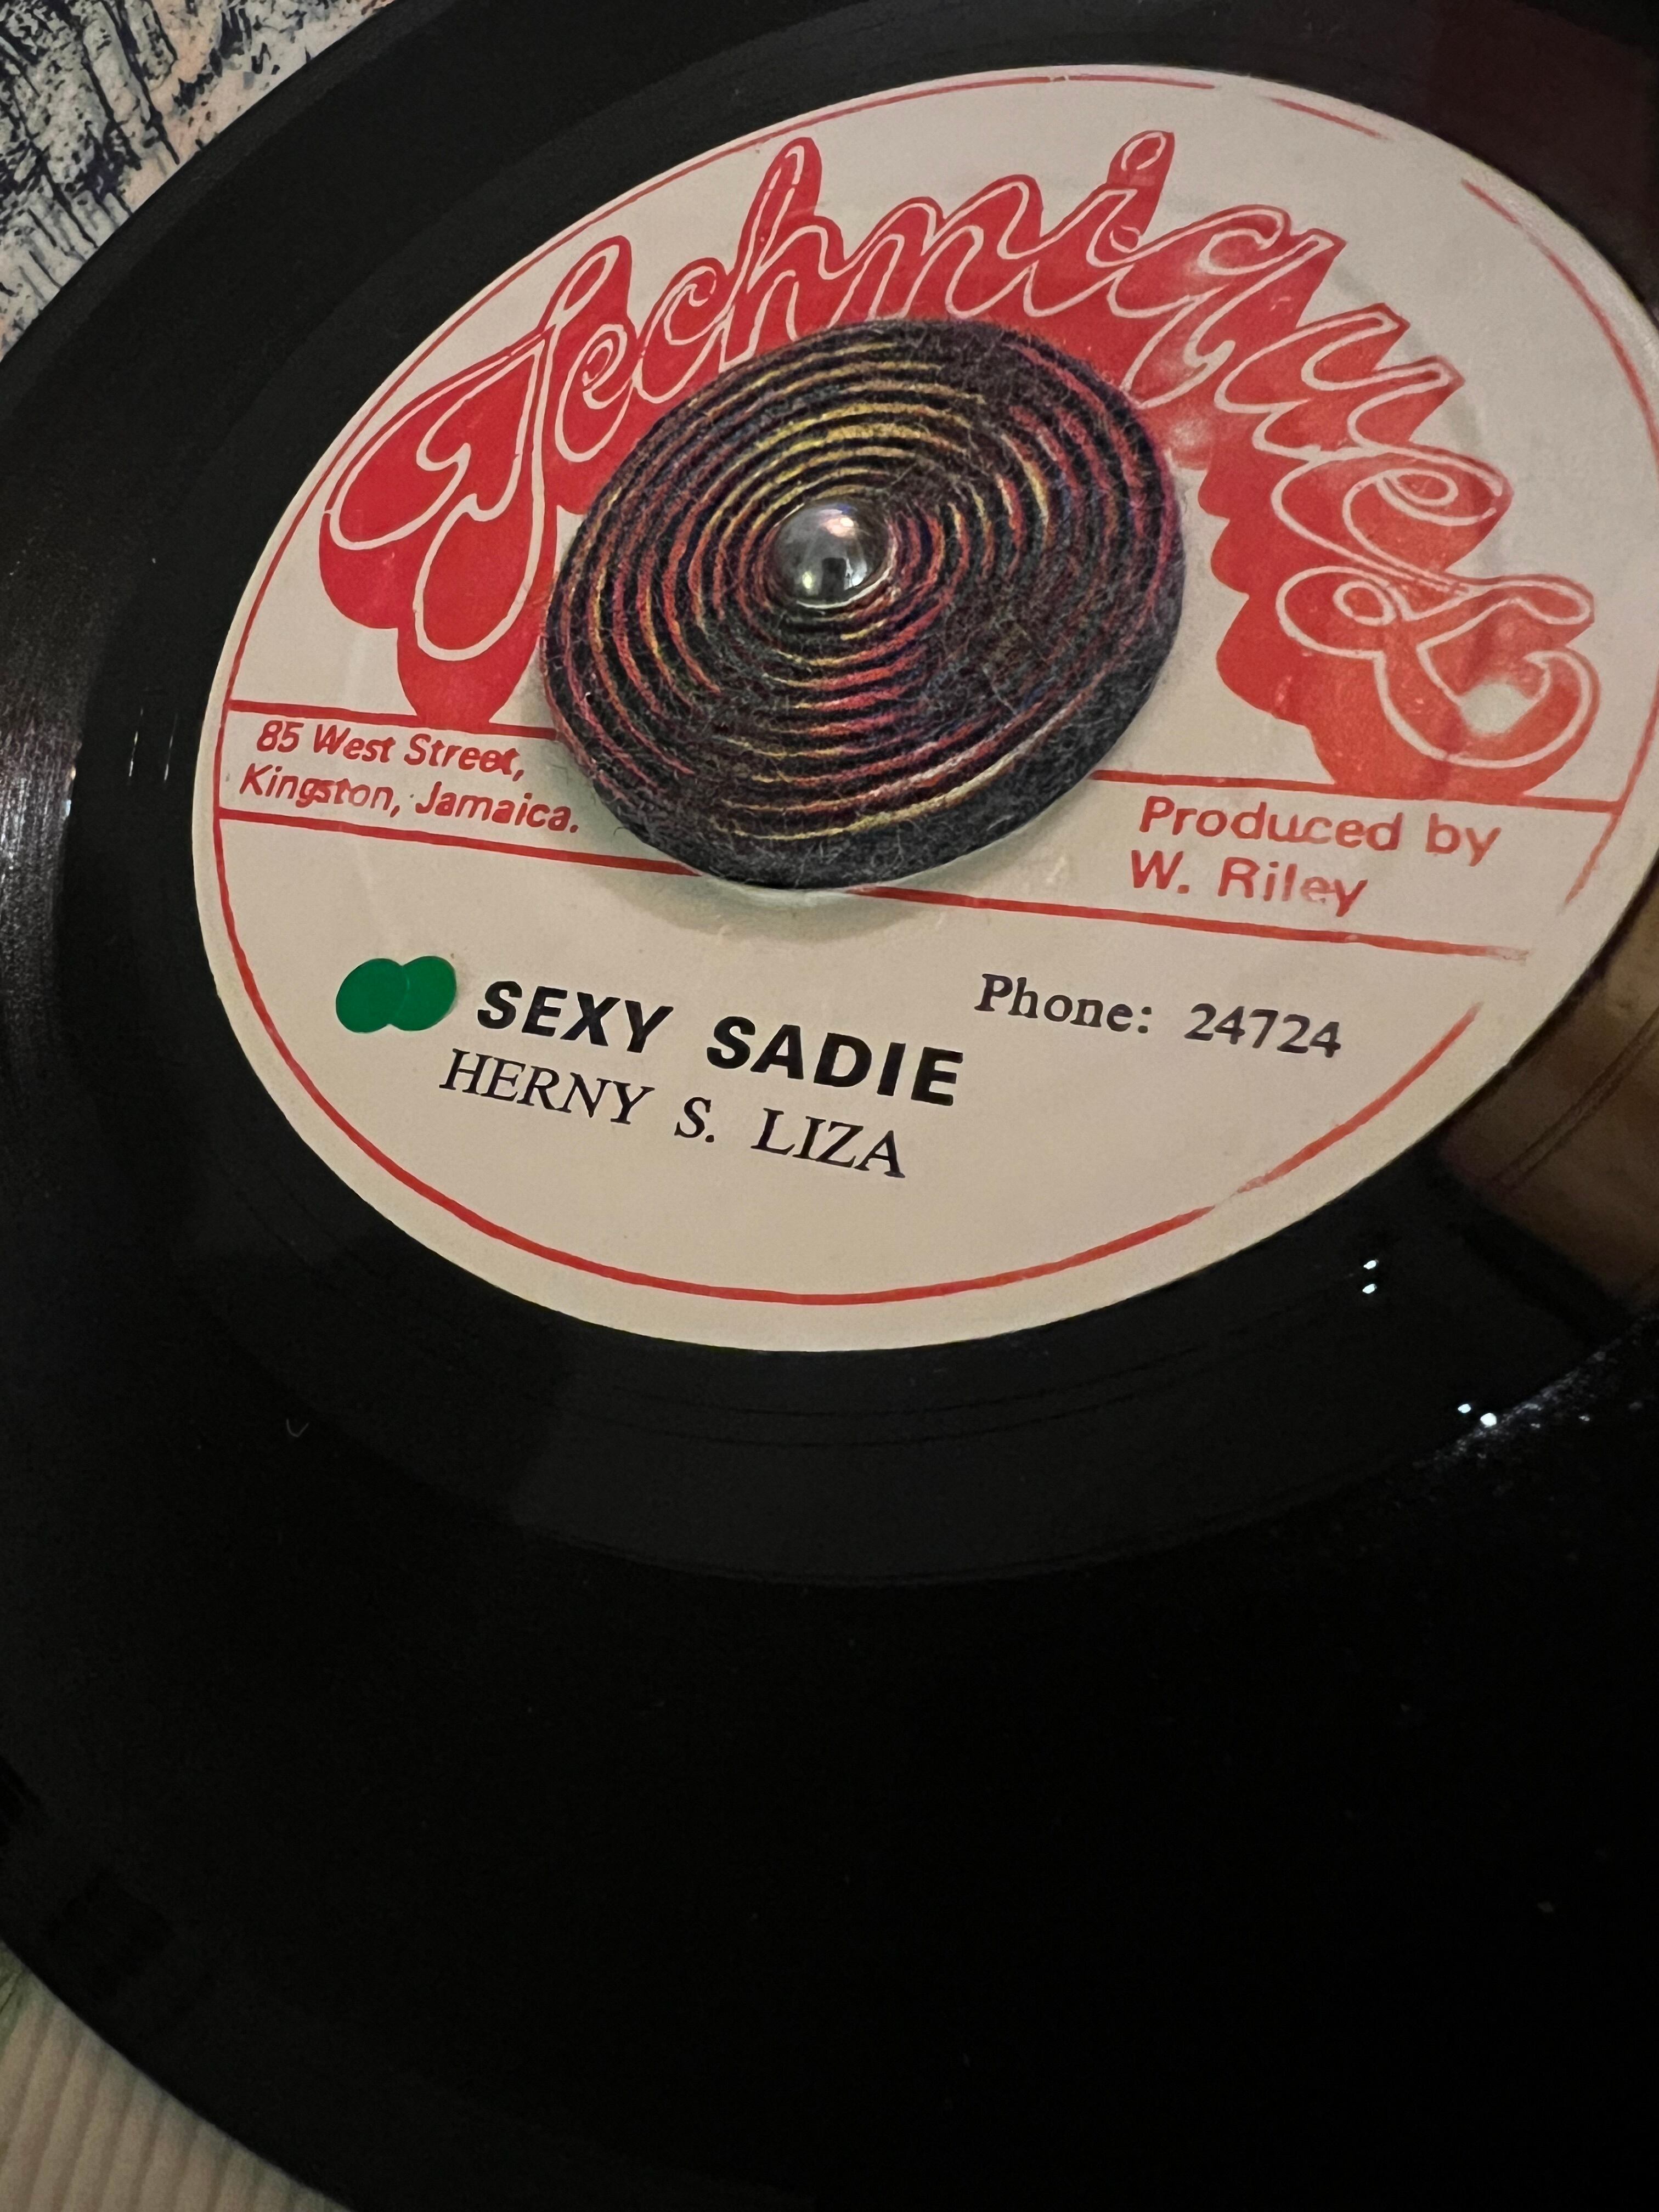 Techniques
85 West Street,
Kingston, Jamaica.
Produced by
W. Riley
Phone: 24724
SEXY SADIE
HERNY S. LIZA